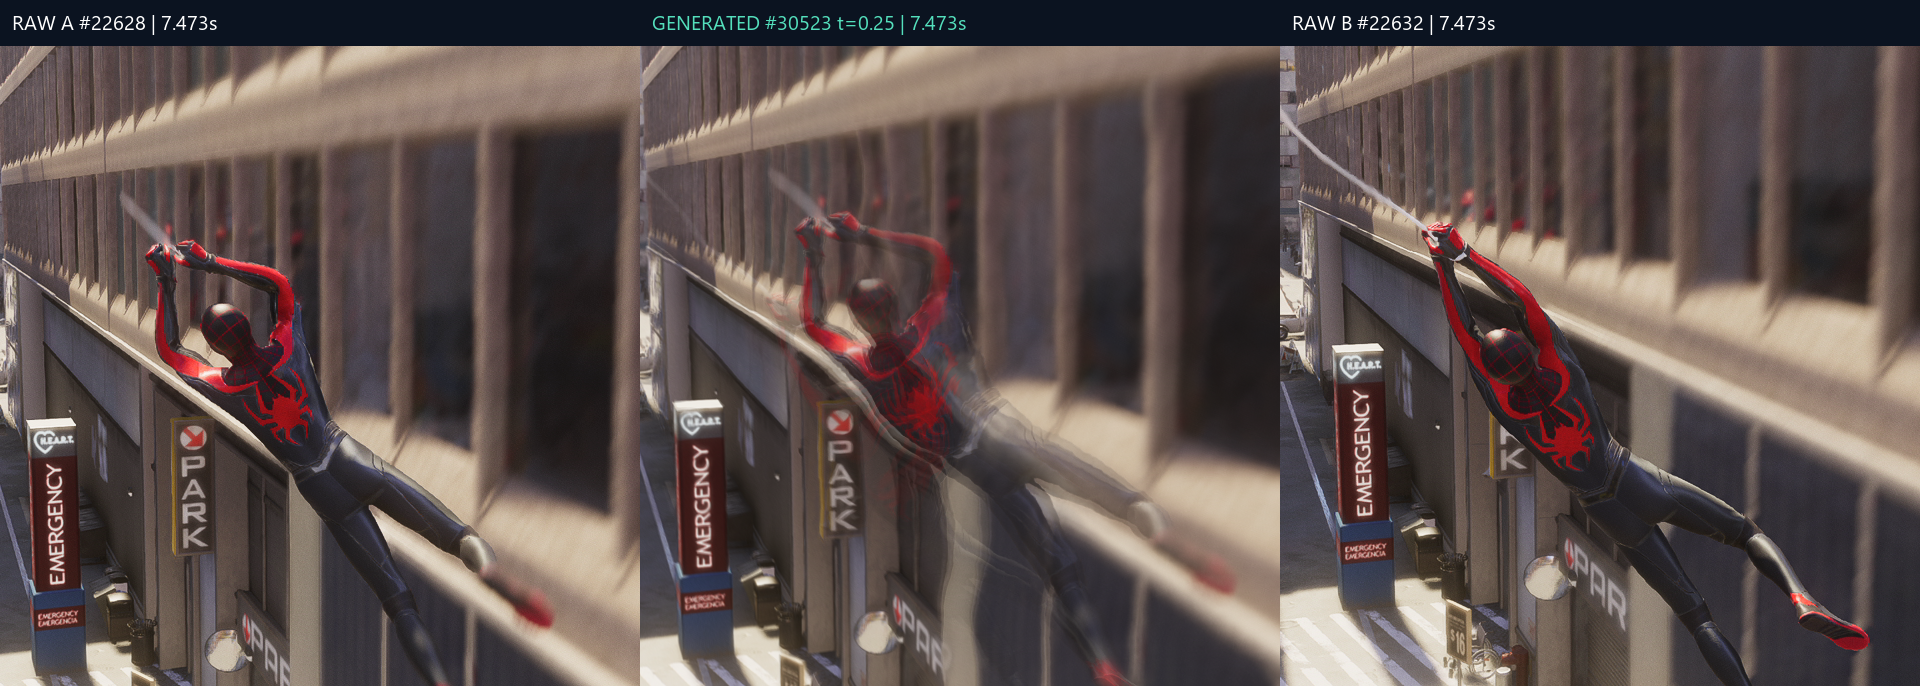 RAW A #22628 | 7.473s
GENERATED #30523 t=0.25 | 7.473s
RAW B #22632 | 7.473s
H.E.A.R.T.
EMERGENCY
EMERGENCY
EMERGENCIA
PARK
PAR
H.E.A.R.T.
EMERGENCY
EMERGENCY
EMERGENCIA
PARK
PAR
H.E.A.R.T.
EMERGENCY
EMERGENCY
EMERGENCIA
K
PAR
$16